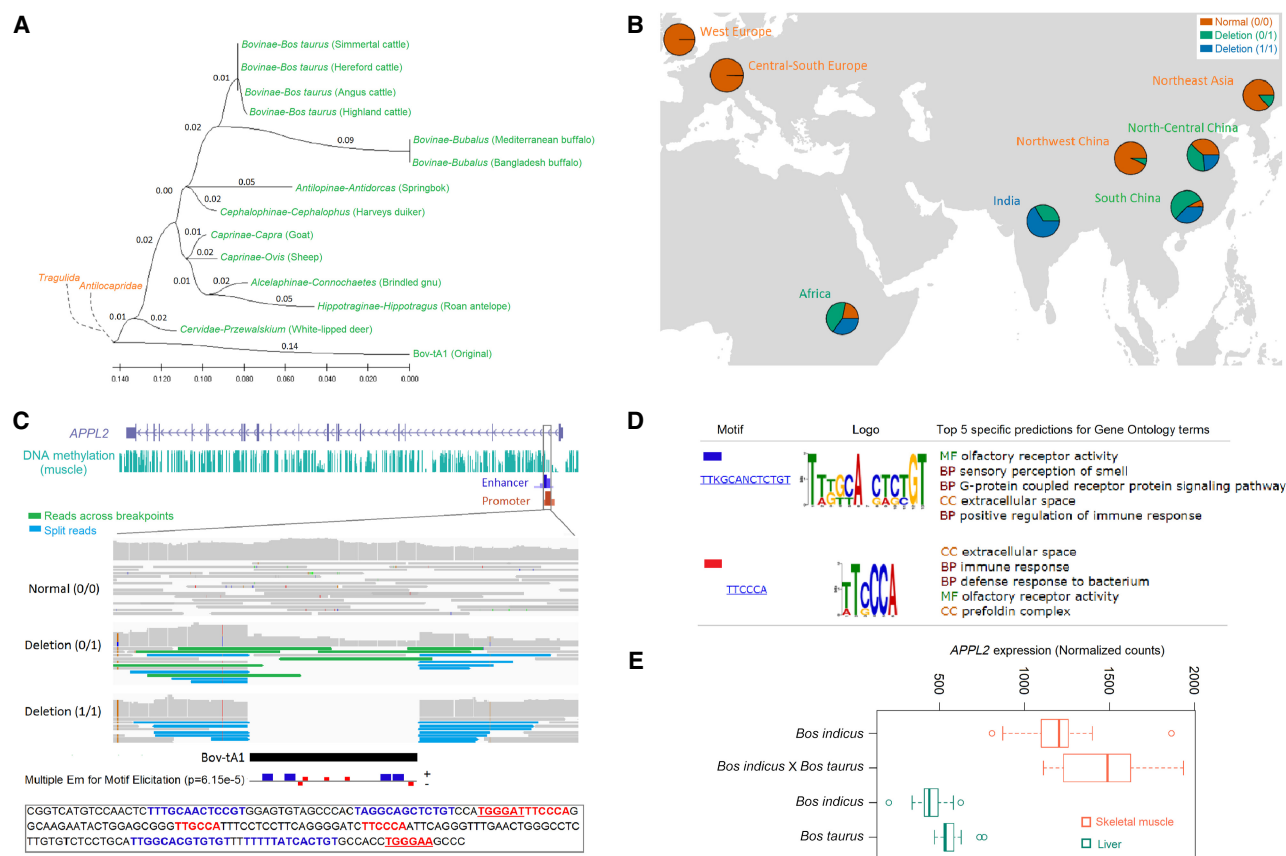 A
Bovinae-Bos taurus (Simmertal cattle)
Bovinae-Bos taurus (Hereford cattle)
0.01
Bovinae-Bos taurus (Angus cattle)
Bovinae-Bos taurus (Highland cattle)
0.02
0.09
Bovinae-Bubalus (Mediterranean buffalo)
Bovinae-Bubalus (Bangladesh buffalo)
0.05
Antilopinae-Antidorcas (Springbok)
0.00
0.02
Cephalophinae-Cephalophus (Harveys duiker)
0.01
Caprinae-Capra (Goat)
0.02
0.02
Caprinae-Ovis (Sheep)
Tragulida
Antilocapridae
0.01
0.02
Alcelaphinae-Connochaetes (Brindled gnu)
0.05
Hippotraginae-Hippotragus (Roan antelope)
0.01
0.02
Cervidae-Przewalskium (White-lipped deer)
0.14
Bov-tA1 (Original)
0.140 0.120 0.100 0.080 0.060 0.040 0.020 0.000
B
Normal (0/0)
Deletion (0/1)
Deletion (1/1)
West Europe
Central-South Europe
Northeast Asia
North-Central China
Northwest China
South China
India
Africa
C
APPL2
DNA methylation
(muscle)
Enhancer
Promoter
Reads across breakpoints
Split reads
Normal (0/0)
Deletion (0/1)
Deletion (1/1)
Bov-tA1
Multiple Em for Motif Elicitation (p=6.15e-5)
+
-
CGGTCATGTCCAACTCTTTGCAACTCCGTGGAGTGTAGCCCACTAGGCAGCTCTGTCCATGGGATTTCCCAG
GCAAGAATACTGGAGCGGGTTGCCATTTCCTCCTTCAGGGGATCTTCCCAATTCAGGGTTTGAACTGGGCCTC
TTGTGTCTCCTGCATTGGCACGTGTGTTTTTTTATCACTGTGCCACCTGGGAAGCCC
D
Motif Logo Top 5 specific predictions for Gene Ontology terms
TTKGCANCTCTGT
MF olfactory receptor activity
BP sensory perception of smell
BP G-protein coupled receptor protein signaling pathway
CC extracellular space
BP positive regulation of immune response
TTCCCA
CC extracellular space
BP immune response
BP defense response to bacterium
MF olfactory receptor activity
CC prefoldin complex
E
APPL2 expression (Normalized counts)
500 1000 1500 2000
Bos indicus
Bos indicus X Bos taurus
Bos indicus
Bos taurus
Skeletal muscle
Liver